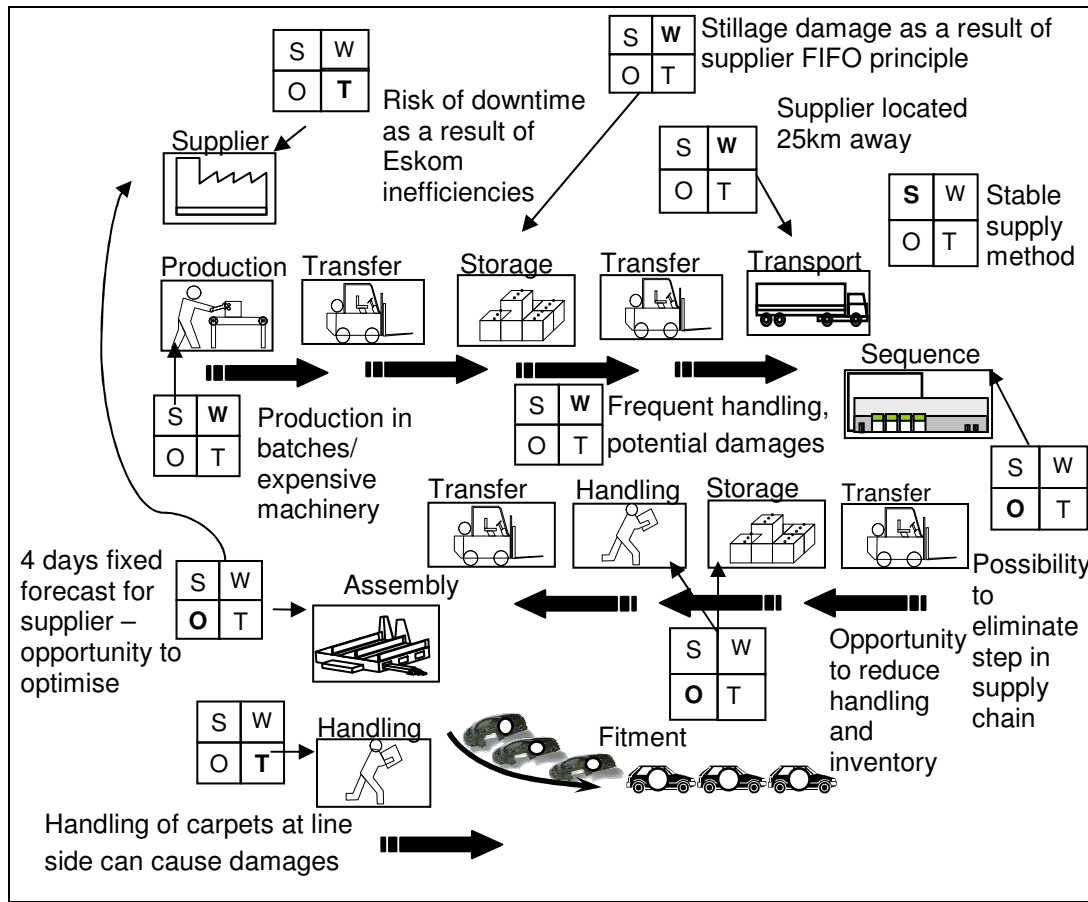 S W
O T
Risk of downtime
as a result of
Eskom
inefficiencies
S W
O T
Stillage damage as a result of
supplier FIFO principle
S W
O T
Supplier located
25km away
S W
O T
Stable
supply
method
Supplier
Production
Transfer
Storage
Transfer
Transport
Sequence
S W
O T
Production in
batches/
expensive
machinery
S W
O T
Frequent handling,
potential damages
S W
O T
Possibility
to
eliminate
step in
supply
chain
Transfer
Handling
Storage
Transfer
S W
O T
Opportunity
to reduce
handling
and
inventory
4 days fixed
forecast for
supplier –
opportunity to
optimise
S W
O T
Assembly
S W
O T
Handling
Fitment
Handling of carpets at line
side can cause damages